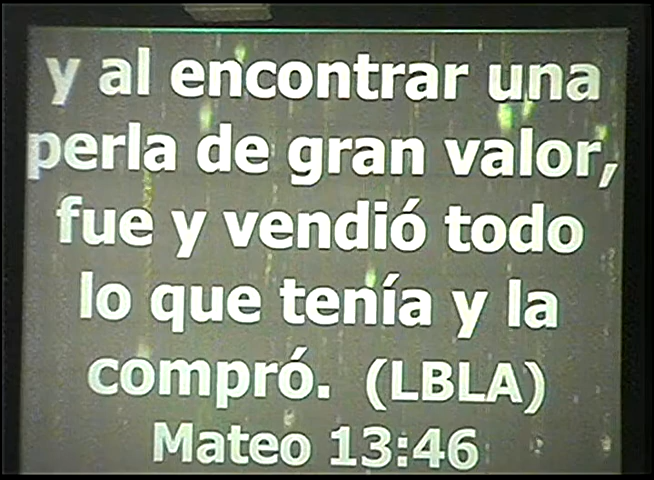 y al encontrar una
perla de gran valor,
fue y vendió todo
lo que tenía y la
compró. (LBLA)
Mateo 13:46